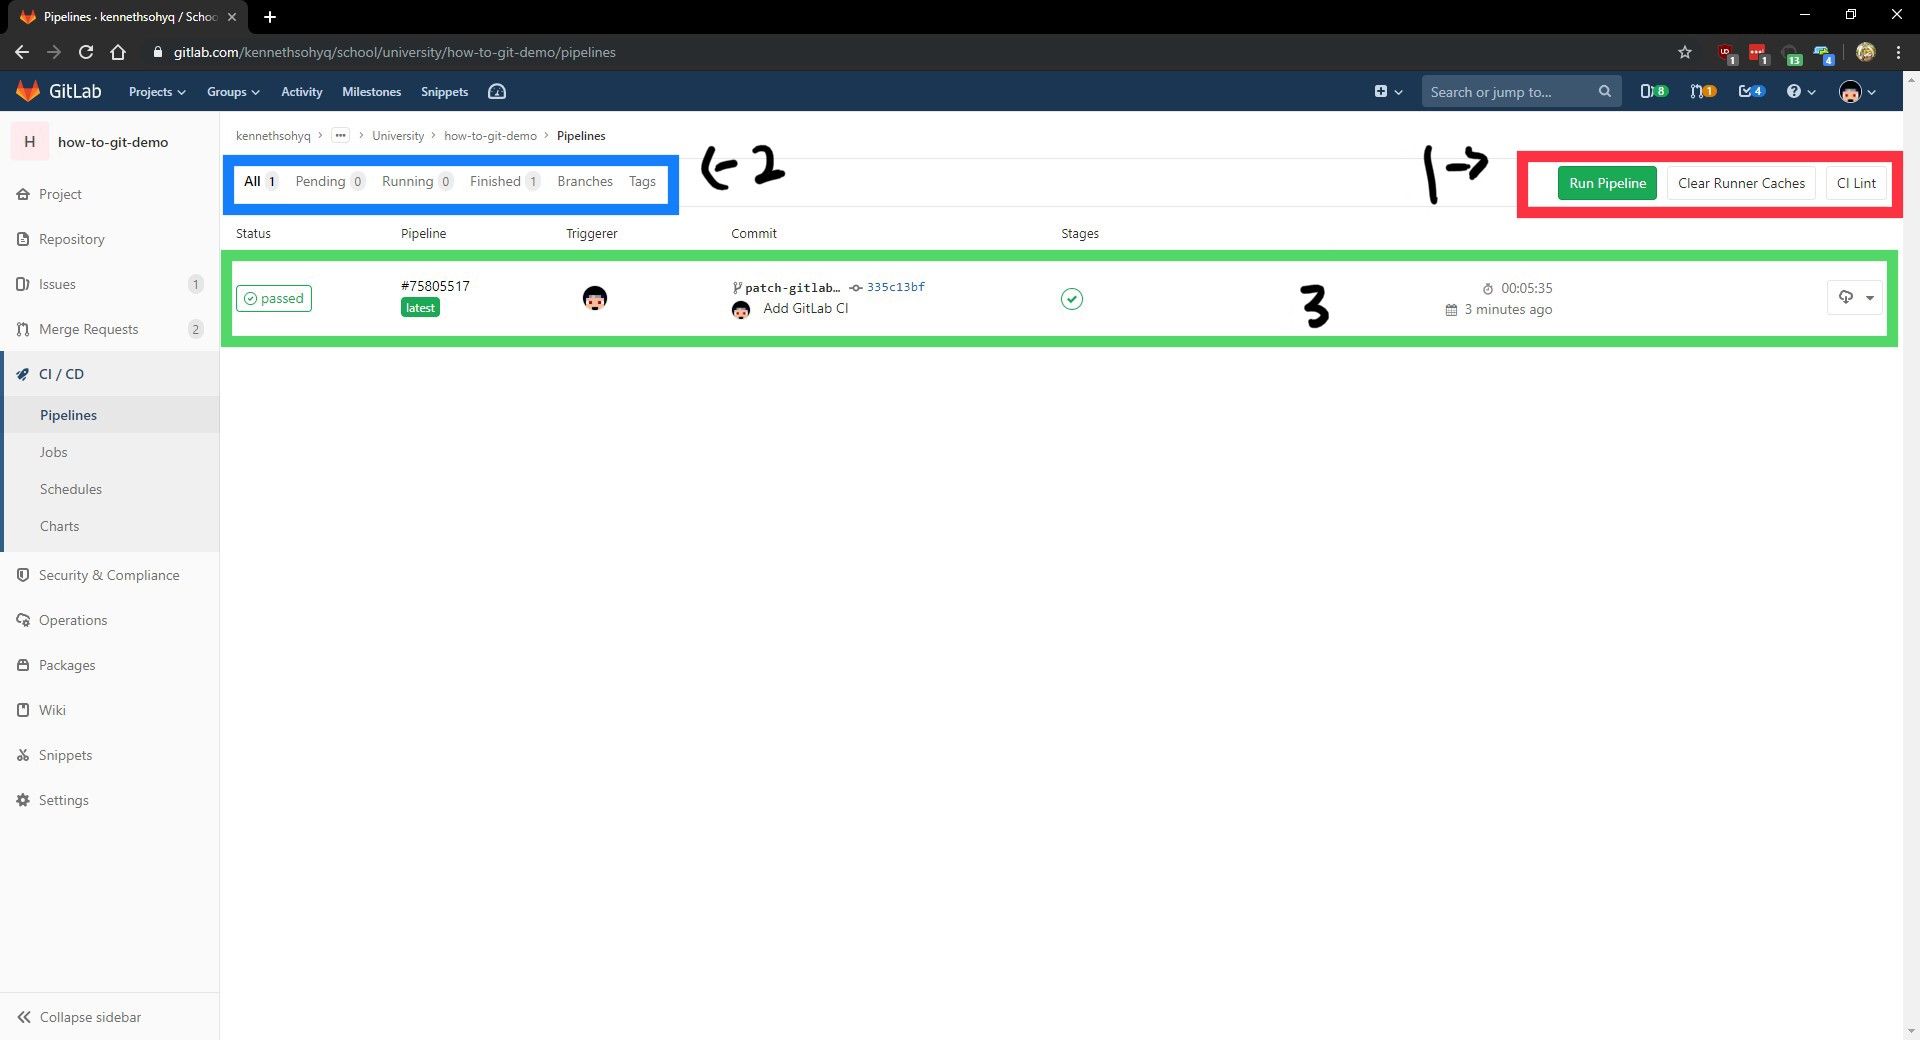 Pipelines · kennethsohyq / Schoo
gitlab.com/kennethsohyq/school/university/how-to-git-demo/pipelines
1 1 13 4
GitLab Projects Groups Activity Milestones Snippets Search or jump to... 8 1 4
H how-to-git-demo
kennethsohyq > ... > University > how-to-git-demo > Pipelines
All 1 Pending 0 Running 0 Finished 1 Branches Tags
← 2
1 →
Run Pipeline Clear Runner Caches CI Lint
Status Pipeline Triggerer Commit Stages
passed #75805517 latest
patch-gitlab… 335c13bf
Add GitLab CI
3
00:05:35
3 minutes ago
Project
Repository
Issues 1
Merge Requests 2
CI / CD
Pipelines
Jobs
Schedules
Charts
Security & Compliance
Operations
Packages
Wiki
Snippets
Settings
Collapse sidebar